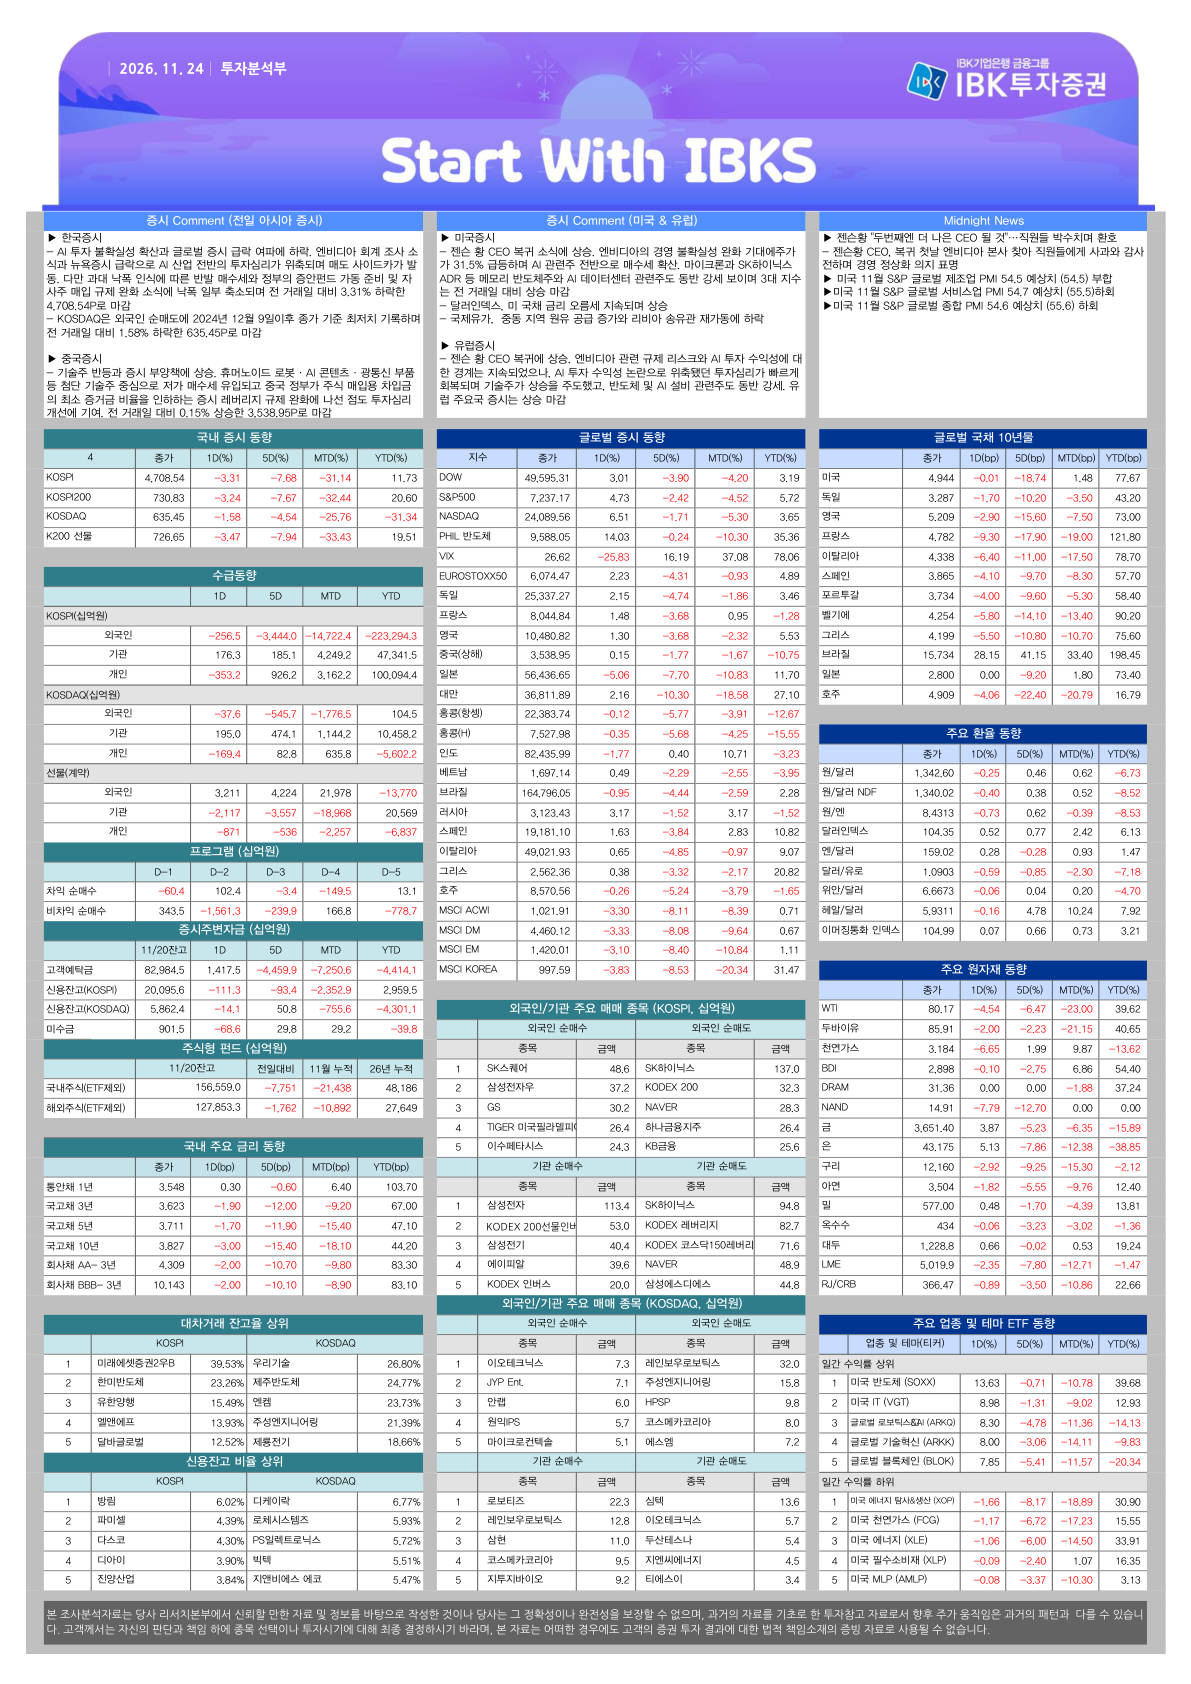 2026. 11. 24 투자분석부
IBK기업은행 금융그룹
IBK투자증권
Start With IBKS
증시 Comment (전일 아시아 증시)
▶ 한국증시
- AI 투자 불확실성 확산과 글로벌 증시 급락 여파에 하락. 엔비디아 회계 조사 소
식과 뉴욕증시 급락으로 AI 산업 전반의 투자심리가 위축되며 매도 사이드카가 발
동. 다만 과대 낙폭 인식에 따른 반발 매수세와 정부의 증안펀드 가동 준비 및 자
사주 매입 규제 완화 소식에 낙폭 일부 축소되며 전 거래일 대비 3.31% 하락한
4,708.54P로 마감
- KOSDAQ은 외국인 순매도에 2024년 12월 9일이후 종가 기준 최저치 기록하며
전 거래일 대비 1.58% 하락한 635.45P로 마감
▶ 중국증시
- 기술주 반등과 증시 부양책에 상승. 휴머노이드 로봇·AI 콘텐츠·광통신 부품
등 첨단 기술주 중심으로 저가 매수세 유입되고 중국 정부가 주식 매입용 차입금
의 최소 증거금 비율을 인하하는 증시 레버리지 규제 완화에 나선 점도 투자심리
개선에 기여. 전 거래일 대비 0.15% 상승한 3,538.95P로 마감
증시 Comment (미국 & 유럽)
▶ 미국증시
- 젠슨 황 CEO 복귀 소식에 상승. 엔비디아의 경영 불확실성 완화 기대에주가
가 31.5% 급등하며 AI 관련주 전반으로 매수세 확산. 마이크론과 SK하이닉스
ADR 등 메모리 반도체주와 AI 데이터센터 관련주도 동반 강세 보이며 3대 지수
는 전 거래일 대비 상승 마감
- 달러인덱스, 미 국채 금리 오름세 지속되며 상승
- 국제유가, 중동 지역 원유 공급 증가와 리비아 송유관 재가동에 하락
▶ 유럽증시
- 젠슨 황 CEO 복귀에 상승. 엔비디아 관련 규제 리스크와 AI 투자 수익성에 대
한 경계는 지속되었으나, AI 투자 수익성 논란으로 위축됐던 투자심리가 빠르게
회복되며 기술주가 상승을 주도했고, 반도체 및 AI 설비 관련주도 동반 강세. 유
럽 주요국 증시는 상승 마감
Midnight News
▶ 젠슨황 "두번째엔 더 나은 CEO 될 것"…직원들 박수치며 환호
- 젠슨황 CEO, 복귀 첫날 엔비디아 본사 찾아 직원들에게 사과와 감사
전하며 경영 정상화 의지 표명
▶ 미국 11월 S&P 글로벌 제조업 PMI 54.5 예상치 (54.5) 부합
▶미국 11월 S&P 글로벌 서비스업 PMI 54.7 예상치 (55.5)하회
▶미국 11월 S&P 글로벌 종합 PMI 54.6 예상치 (55.6) 하회
국내 증시 동향
4 종가 1D(%) 5D(%) MTD(%) YTD(%)
KOSPI 4,708.54 -3.31 -7.68 -31.14 11.73
KOSPI200 730.83 -3.24 -7.67 -32.44 20.60
KOSDAQ 635.45 -1.58 -4.54 -25.76 -31.34
K200 선물 726.65 -3.47 -7.94 -33.43 19.51
수급동향
1D 5D MTD YTD
KOSPI(십억원)
외국인 -256.5 -3,444.0 -14,722.4 -223,294.3
기관 176.3 185.1 4,249.2 47,341.5
개인 -353.2 926.2 3,162.2 100,094.4
KOSDAQ(십억원)
외국인 -37.6 -545.7 -1,776.5 104.5
기관 195.0 474.1 1,144.2 10,458.2
개인 -169.4 82.8 635.8 -5,602.2
선물(계약)
외국인 3,211 4,224 21,978 -13,770
기관 -2,117 -3,557 -18,968 20,569
개인 -871 -536 -2,257 -6,837
프로그램 (십억원)
D-1 D-2 D-3 D-4 D-5
차익 순매수 -60.4 102.4 -3.4 -149.5 13.1
비차익 순매수 343.5 -1,561.3 -239.9 166.8 -778.7
증시주변자금 (십억원)
11/20잔고 1D 5D MTD YTD
고객예탁금 82,984.5 1,417.5 -4,459.9 -7,250.6 -4,414.1
신용잔고(KOSPI) 20,095.6 -111.3 -93.4 -2,352.9 2,959.5
신용잔고(KOSDAQ) 5,862.4 -14.1 50.8 -755.6 -4,301.1
미수금 901.5 -68.6 29.8 29.2 -39.8
주식형 펀드 (십억원)
11/20잔고 전일대비 11월 누적 26년 누적
국내주식(ETF제외) 156,559.0 -7,751 -21,438 48,186
해외주식(ETF제외) 127,853.3 -1,762 -10,892 27,649
국내 주요 금리 동향
종가 1D(bp) 5D(bp) MTD(bp) YTD(bp)
통안채 1년 3.548 0.30 -0.60 6.40 103.70
국고채 3년 3.623 -1.90 -12.00 -9.20 67.00
국고채 5년 3.711 -1.70 -11.90 -15.40 47.10
국고채 10년 3.827 -3.00 -15.40 -18.10 44.20
회사채 AA- 3년 4.309 -2.00 -10.70 -9.80 83.30
회사채 BBB- 3년 10.143 -2.00 -10.10 -8.90 83.10
대차거래 잔고율 상위
KOSPI KOSDAQ
1 미래에셋증권2우B 39.53% 우리기술 26.80%
2 한미반도체 23.26% 제주반도체 24.77%
3 유한양행 15.49% 엔켐 23.73%
4 엘앤에프 13.93% 주성엔지니어링 21.39%
5 달바글로벌 12.52% 제룡전기 18.66%
신용잔고 비율 상위
KOSPI KOSDAQ
1 방림 6.02% 디케이락 6.77%
2 파미셀 4.39% 로체시스템즈 5.93%
3 다스코 4.30% PS일렉트로닉스 5.72%
4 디아이 3.90% 빅텍 5.51%
5 진양산업 3.84% 지앤비에스 에코 5.47%
글로벌 증시 동향
지수 종가 1D(%) 5D(%) MTD(%) YTD(%)
DOW 49,595.31 3.01 -3.90 -4.20 3.19
S&P500 7,237.17 4.73 -2.42 -4.52 5.72
NASDAQ 24,089.56 6.51 -1.71 -5.30 3.65
PHIL 반도체 9,588.05 14.03 -0.24 -10.30 35.36
VIX 26.62 -25.83 16.19 37.08 78.06
EUROSTOXX50 6,074.47 2.23 -4.31 -0.93 4.89
독일 25,337.27 2.15 -4.74 -1.86 3.46
프랑스 8,044.84 1.48 -3.68 0.95 -1.28
영국 10,480.82 1.30 -3.68 -2.32 5.53
중국(상해) 3,538.95 0.15 -1.77 -1.67 -10.75
일본 56,436.65 -5.06 -7.70 -10.83 11.70
대만 36,811.89 2.16 -10.30 -18.58 27.10
홍콩(항셍) 22,383.74 -0.12 -5.77 -3.91 -12.67
홍콩(H) 7,527.98 -0.35 -5.68 -4.25 -15.55
인도 82,435.99 -1.77 0.40 10.71 -3.23
베트남 1,697.14 0.49 -2.29 -2.55 -3.95
브라질 164,796.05 -0.95 -4.44 -2.59 2.28
러시아 3,123.43 3.17 -1.52 3.17 -1.52
스페인 19,181.10 1.63 -3.84 2.83 10.82
이탈리아 49,021.93 0.65 -4.85 -0.97 9.07
그리스 2,562.36 0.38 -3.32 -2.17 20.82
호주 8,570.56 -0.26 -5.24 -3.79 -1.65
MSCI ACWI 1,021.91 -3.30 -8.11 -8.39 0.71
MSCI DM 4,460.12 -3.33 -8.08 -9.64 0.67
MSCI EM 1,420.01 -3.10 -8.40 -10.84 1.11
MSCI KOREA 997.59 -3.83 -8.53 -20.34 31.47
외국인/기관 주요 매매 종목 (KOSPI, 십억원)
외국인 순매수 외국인 순매도
종목 금액 종목 금액
1 SK스퀘어 48.6 SK하이닉스 137.0
2 삼성전자우 37.2 KODEX 200 32.3
3 GS 30.2 NAVER 28.3
4 TIGER 미국필라델피 26.4 하나금융지주 26.4
5 이수페타시스 24.3 KB금융 25.6
기관 순매수 기관 순매도
종목 금액 종목 금액
1 삼성전자 113.4 SK하이닉스 94.8
2 KODEX 200선물인버 53.0 KODEX 레버리지 82.7
3 삼성전기 40.4 KODEX 코스닥150레버리 71.6
4 에이피알 39.6 NAVER 48.9
5 KODEX 인버스 20.0 삼성에스디에스 44.8
외국인/기관 주요 매매 종목 (KOSDAQ, 십억원)
외국인 순매수 외국인 순매도
종목 금액 종목 금액
1 이오테크닉스 7.3 레인보우로보틱스 32.0
2 JYP Ent. 7.1 주성엔지니어링 15.8
3 안랩 6.0 HPSP 9.8
4 원익IPS 5.7 코스메카코리아 8.0
5 마이크로컨텍솔 5.1 에스엠 7.2
기관 순매수 기관 순매도
종목 금액 종목 금액
1 로보티즈 22.3 심텍 13.6
2 레인보우로보틱스 12.8 이오테크닉스 5.7
3 삼현 11.0 두산테스나 5.4
4 코스메카코리아 9.5 지엔씨에너지 4.5
5 지투지바이오 9.2 티에스이 3.4
글로벌 국채 10년물
종가 1D(bp) 5D(bp) MTD(bp) YTD(bp)
미국 4.944 -0.01 -18.74 1.48 77.67
독일 3.287 -1.70 -10.20 -3.50 43.20
영국 5.209 -2.90 -15.60 -7.50 73.00
프랑스 4.782 -9.30 -17.90 -19.00 121.80
이탈리아 4.338 -6.40 -11.00 -17.50 78.70
스페인 3.865 -4.10 -9.70 -8.30 57.70
포르투갈 3.734 -4.00 -9.60 -5.30 58.40
벨기에 4.254 -5.80 -14.10 -13.40 90.20
그리스 4.199 -5.50 -10.80 -10.70 75.60
브라질 15.734 28.15 41.15 33.40 198.45
일본 2.800 0.00 -9.20 1.80 73.40
호주 4.909 -4.06 -22.40 -20.79 16.79
주요 환율 동향
종가 1D(%) 5D(%) MTD(%) YTD(%)
원/달러 1,342.60 -0.25 0.46 0.62 -6.73
원/달러 NDF 1,340.02 -0.40 0.38 0.52 -8.52
원/엔 8.4313 -0.73 0.62 -0.39 -8.53
달러인덱스 104.35 0.52 0.77 2.42 6.13
엔/달러 159.02 0.28 -0.28 0.93 1.47
달러/유로 1.0903 -0.59 -0.85 -2.30 -7.18
위안/달러 6.6673 -0.06 0.04 0.20 -4.70
헤알/달러 5.9311 -0.16 4.78 10.24 7.92
이머징통화 인덱스 104.99 0.07 0.66 0.73 3.21
주요 원자재 동향
종가 1D(%) 5D(%) MTD(%) YTD(%)
WTI 80.17 -4.54 -6.47 -23.00 39.62
두바이유 85.91 -2.00 -2.23 -21.15 40.65
천연가스 3.184 -6.65 1.99 9.87 -13.62
BDI 2,898 -0.10 -2.75 6.86 54.40
DRAM 31.36 0.00 0.00 -1.88 37.24
NAND 14.91 -7.79 -12.70 0.00 0.00
금 3,651.40 3.87 -5.23 -6.35 -15.89
은 43.175 5.13 -7.86 -12.38 -38.85
구리 12,160 -2.92 -9.25 -15.30 -2.12
아연 3,504 -1.82 -5.55 -9.76 12.40
밀 577.00 0.48 -1.70 -4.39 13.81
옥수수 434 -0.06 -3.23 -3.02 -1.36
대두 1,228.8 0.66 -0.02 0.53 19.24
LME 5,019.9 -2.35 -7.80 -12.71 -1.47
RJ/CRB 366.47 -0.89 -3.50 -10.86 22.66
주요 업종 및 테마 ETF 동향
업종 및 테마(티커) 1D(%) 5D(%) MTD(%) YTD(%)
일간 수익률 상위
1 미국 반도체 (SOXX) 13.63 -0.71 -10.78 39.68
2 미국 IT (VGT) 8.98 -1.31 -9.02 12.93
3 글로벌 로보틱스&AI (ARKQ) 8.30 -4.78 -11.36 -14.13
4 글로벌 기술혁신 (ARKK) 8.00 -3.06 -14.11 -9.83
5 글로벌 블록체인 (BLOK) 7.85 -5.41 -11.57 -20.34
일간 수익률 하위
1 미국 에너지 탐사&생산 (XOP) -1.66 -8.17 -18.89 30.90
2 미국 천연가스 (FCG) -1.17 -6.72 -17.23 15.55
3 미국 에너지 (XLE) -1.06 -6.00 -14.50 33.91
4 미국 필수소비재 (XLP) -0.09 -2.40 1.07 16.35
5 미국 MLP (AMLP) -0.08 -3.37 -10.30 3.13
본 조사분석자료는 당사 리서치본부에서 신뢰할 만한 자료 및 정보를 바탕으로 작성한 것이나 당사는 그 정확성이나 완전성을 보장할 수 없으며, 과거의 자료를 기초로 한 투자참고 자료로서 향후 주가 움직임은 과거의 패턴과 다를 수 있습니
다. 고객께서는 자신의 판단과 책임 하에 종목 선택이나 투자시기에 대해 최종 결정하시기 바라며, 본 자료는 어떠한 경우에도 고객의 증권 투자 결과에 대한 법적 책임소재의 증빙 자료로 사용될 수 없습니다.